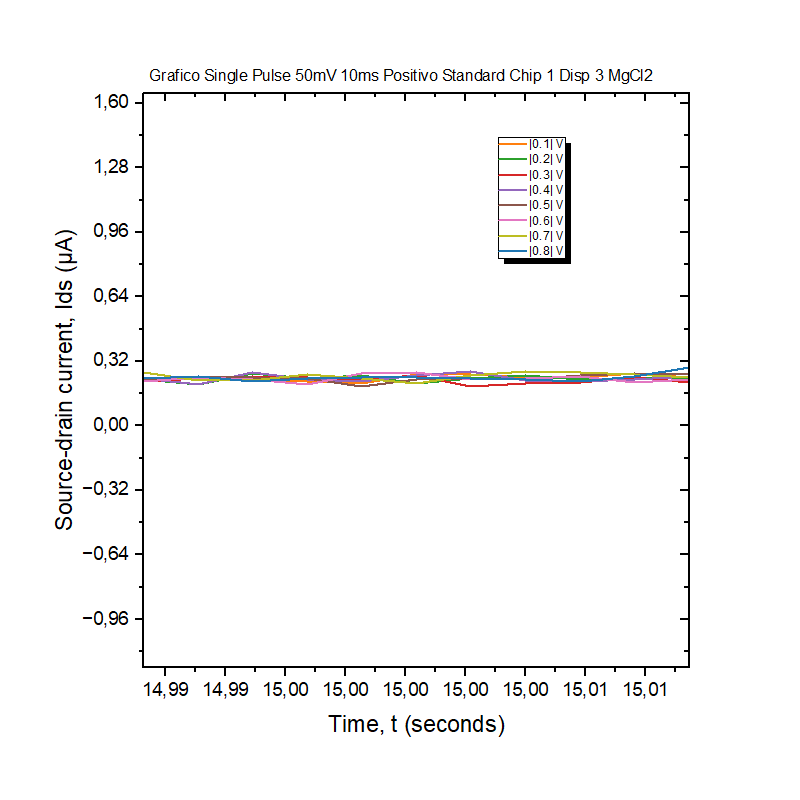 Grafico Single Pulse 50mV 10ms Positivo Standard Chip 1 Disp 3 MgCl2
1,60
1,28
0,96
0,64
0,32
0,00
−0,32
−0,64
−0,96
Source-drain current, Ids (µA)
|0.1| V
|0.2| V
|0.3| V
|0.4| V
|0.5| V
|0.6| V
|0.7| V
|0.8| V
14,99 14,99 15,00 15,00 15,00 15,00 15,00 15,01 15,01
Time, t (seconds)